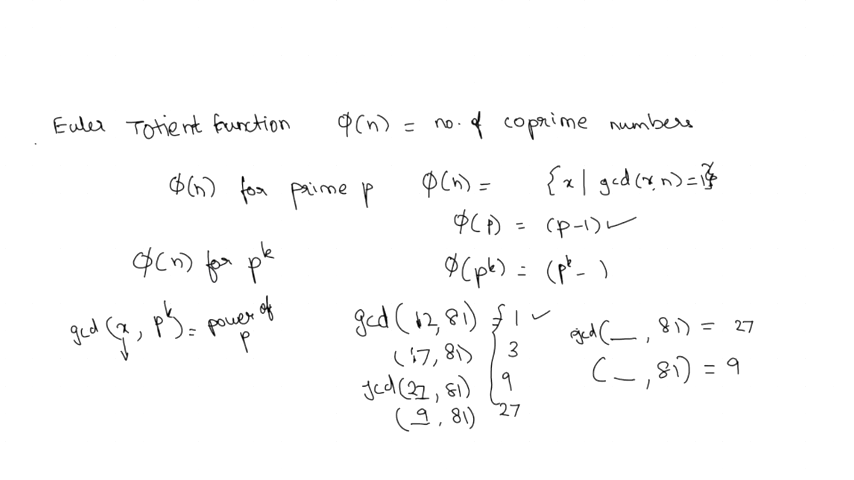 Euler Totient function φ(n) = no. of coprime numbers
φ(n) for prime p φ(n) = {x | gcd(x, n) = 1}
φ(p) = (p-1) ✓
φ(n) for p^k φ(p^k) = (p^k - )
gcd(x, p^k) = power of p
gcd(12, 81) = { 1 ✓
(17, 81) 3
gcd(27, 81) 9
(9, 81) 27
gcd(__, 81) = 27
(__, 81) = 9